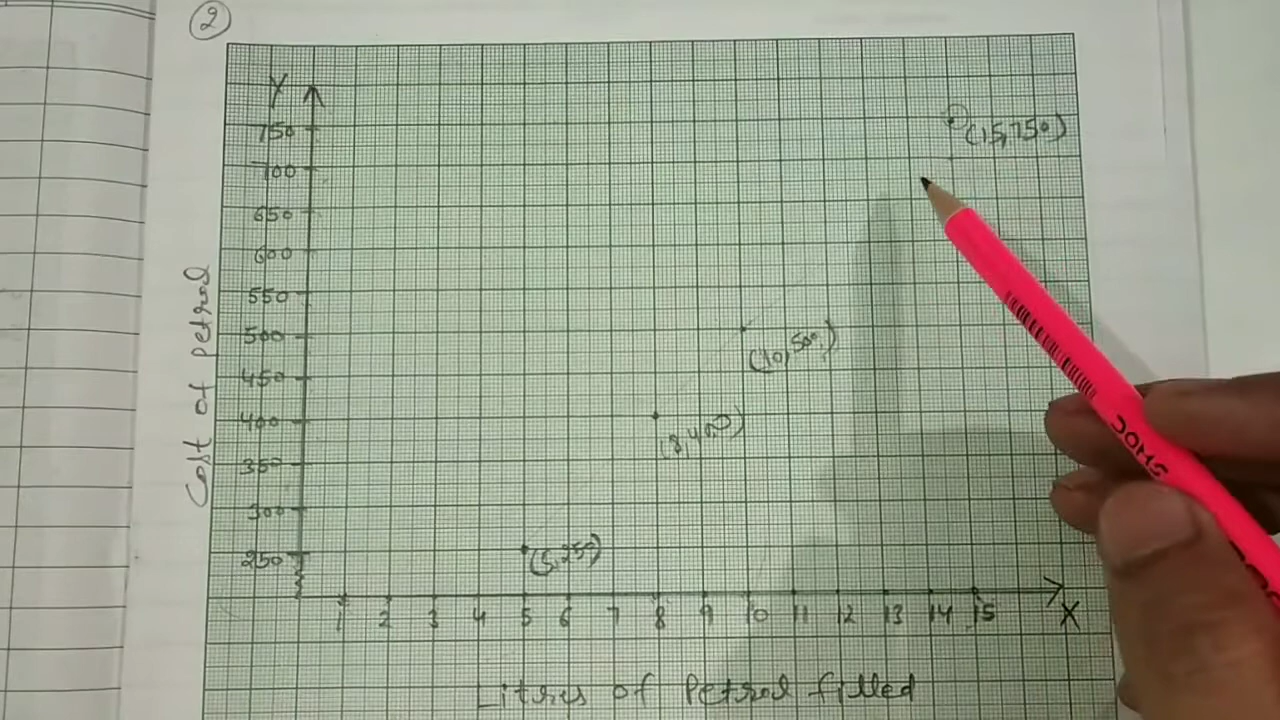 2
Y
750
(15,750)
700
650
600
550
500
(10,500)
450
400
(8,400)
350
300
250
(5,250)
Cost of petrol
1 2 3 4 5 6 7 8 9 10 11 12 13 14 15
X
Litres of Petrol filled
DOMS